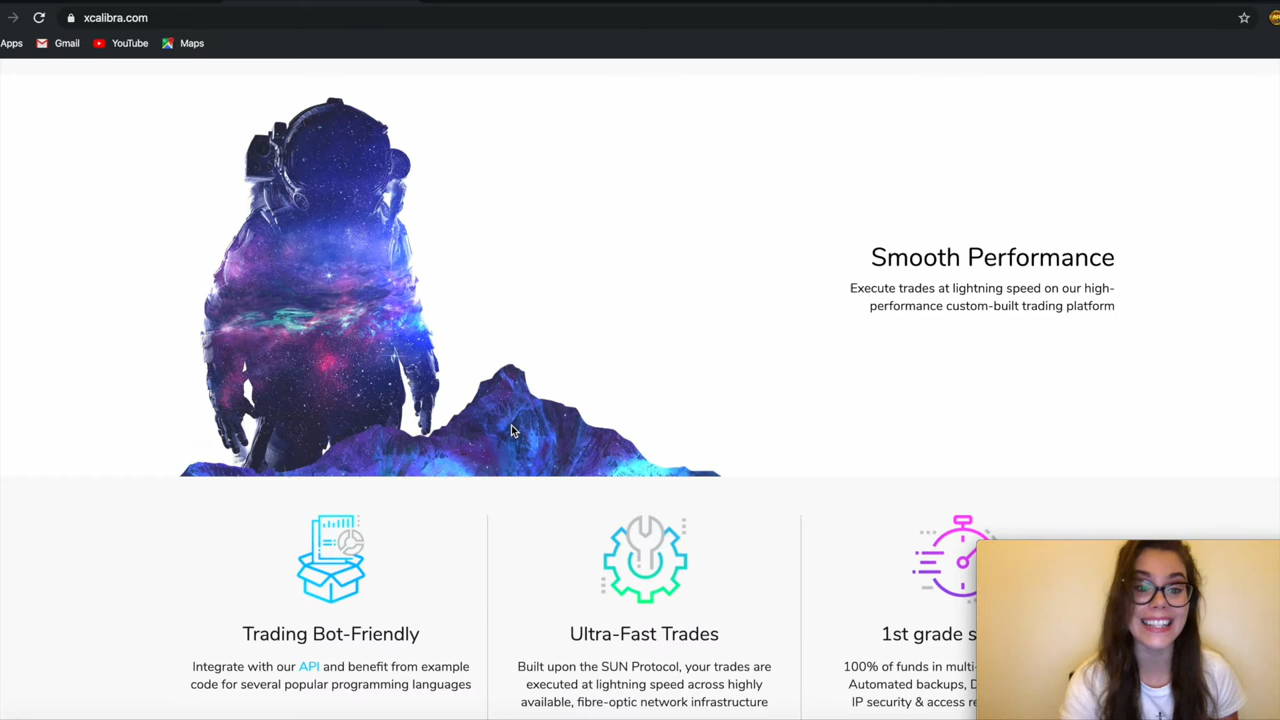 xcalibra.com
Apps Gmail YouTube Maps
Smooth Performance
Execute trades at lightning speed on our high-
performance custom-built trading platform
Trading Bot-Friendly
Integrate with our API and benefit from example
code for several popular programming languages
Ultra-Fast Trades
Built upon the SUN Protocol, your trades are
executed at lightning speed across highly
available, fibre-optic network infrastructure
1st grade
100% of funds in
Automated backups,
IP security & access